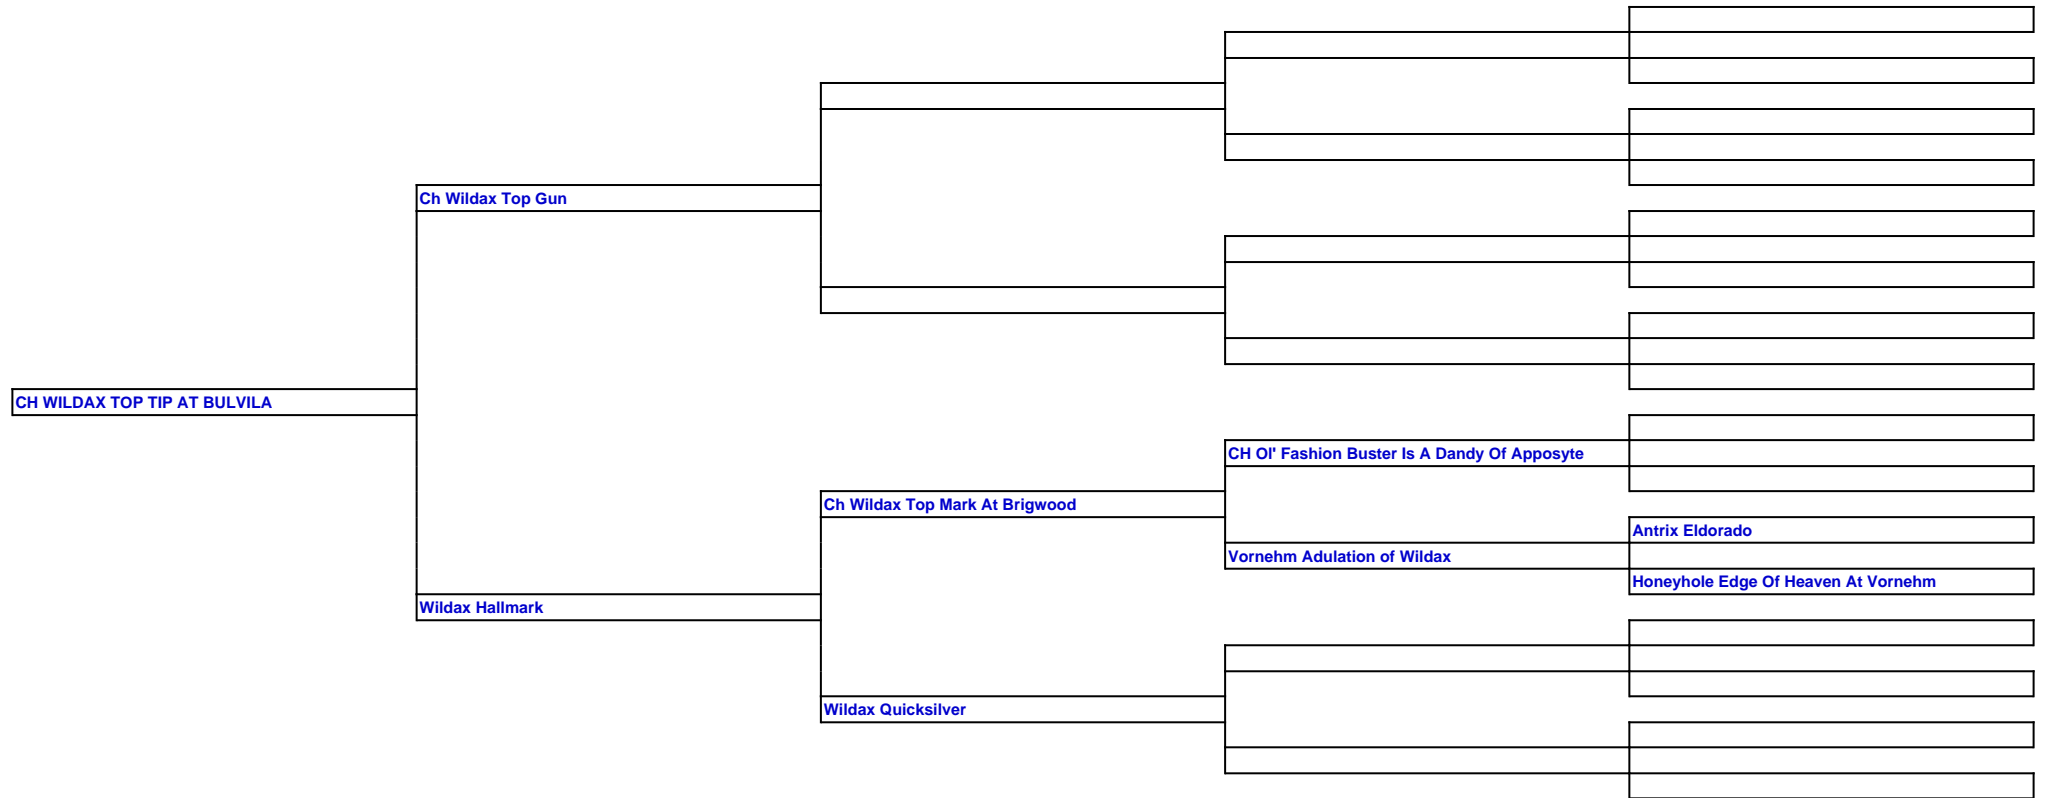 Ch Wildax Top Gun
CH WILDAX TOP TIP AT BULVILA
CH Ol' Fashion Buster Is A Dandy Of Apposyte
Ch Wildax Top Mark At Brigwood
Antrix Eldorado
Vornehm Adulation of Wildax
Honeyhole Edge Of Heaven At Vornehm
Wildax Hallmark
Wildax Quicksilver